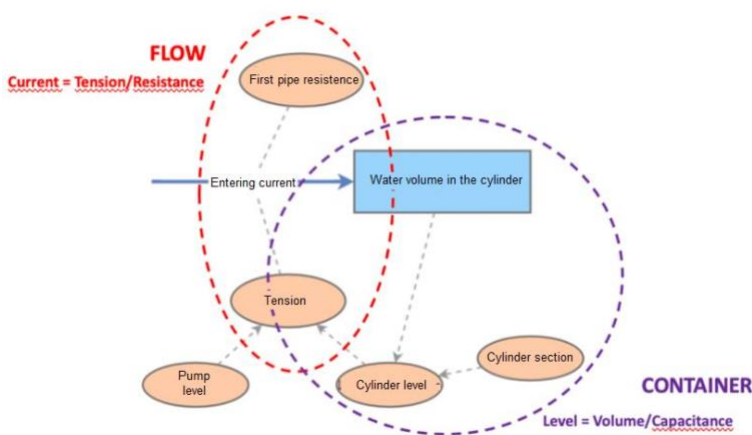 FLOW
Current = Tension/Resistance
First pipe resistence
Entering current
Water volume in the cylinder
Tension
Pump
level
Cylinder level
Cylinder section
CONTAINER
Level = Volume/Capacitance